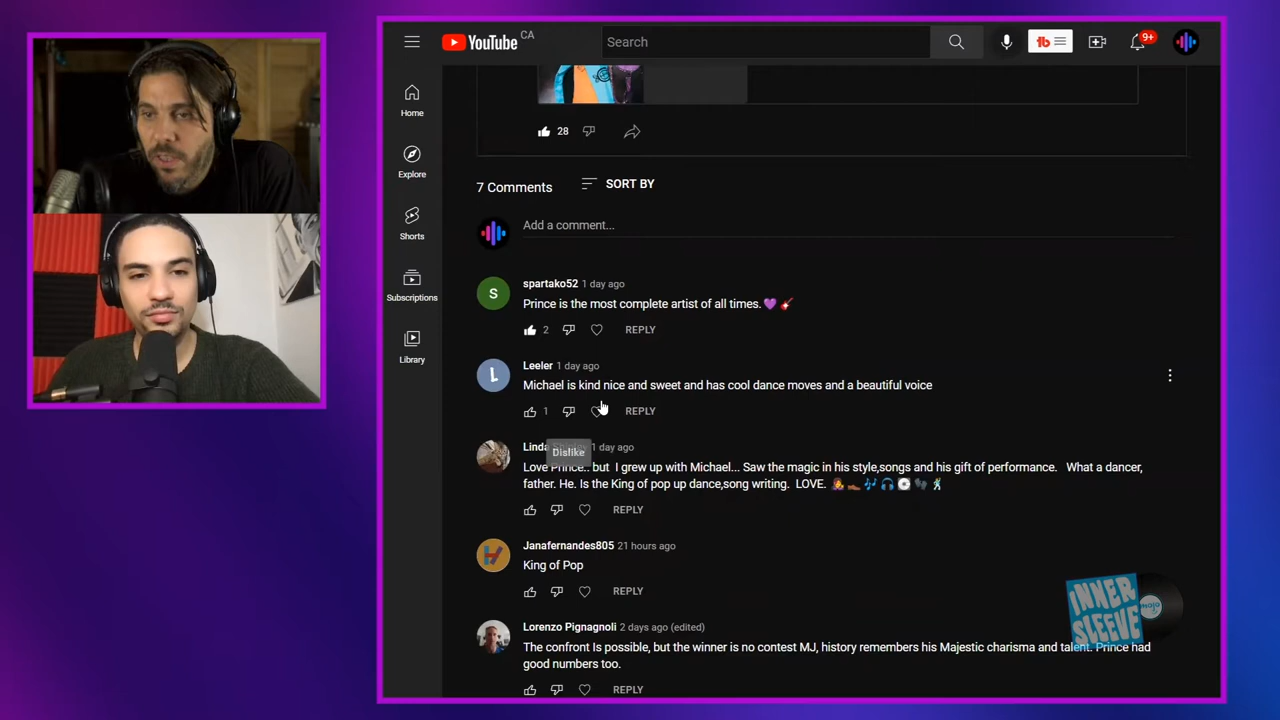 YouTube CA
Search
9+
Home
Explore
Shorts
Subscriptions
Library
28
7 Comments
SORT BY
Add a comment...
S
spartako52 1 day ago
Prince is the most complete artist of all times.💜 🎸
2
REPLY
L
Leeler 1 day ago
Michael is kind nice and sweet and has cool dance moves and a beautiful voice
1
REPLY
Dislike
Linda 1 day ago
Love Prince.. but I grew up with Michael... Saw the magic in his style,songs and his gift of performance. What a dancer,
father. He. Is the King of pop up dance,song writing. LOVE.
REPLY
Janafernandes805 21 hours ago
King of Pop
REPLY
Lorenzo Pignagnoli 2 days ago (edited)
The confront Is possible, but the winner is no contest MJ, history remembers his Majestic charisma and talent. Prince had
good numbers too.
REPLY
INNER
SLEEVE
mojo